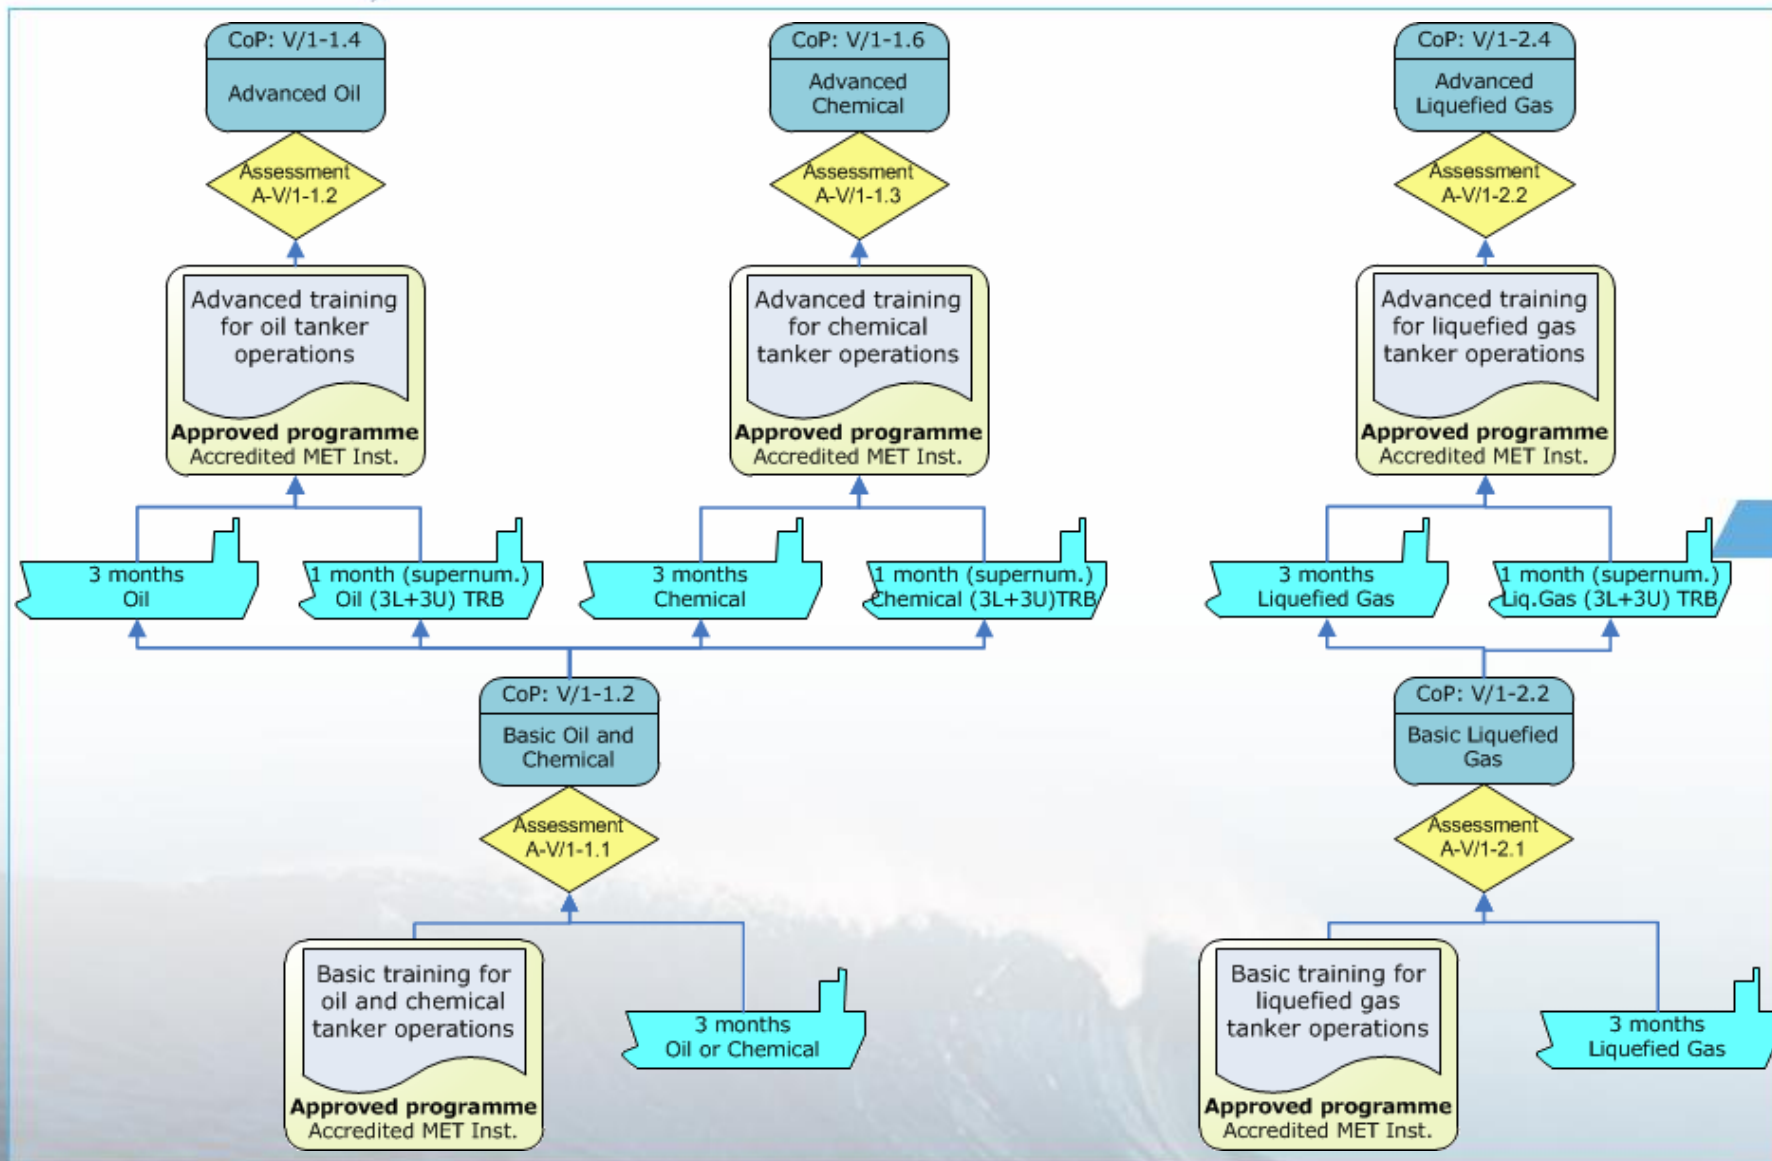 CoP: V/1-1.4
Advanced Oil
CoP: V/1-1.6
Advanced
Chemical
CoP: V/1-2.4
Advanced
Liquefied Gas
Assessment
A-V/1-1.2
Assessment
A-V/1-1.3
Assessment
A-V/1-2.2
Advanced training
for oil tanker
operations
Approved programme
Accredited MET Inst.
Advanced training
for chemical
tanker operations
Approved programme
Accredited MET Inst.
Advanced training
for liquefied gas
tanker operations
Approved programme
Accredited MET Inst.
3 months
Oil
1 month (supernum.)
Oil (3L+3U) TRB
3 months
Chemical
1 month (supernum.)
Chemical (3L+3U)TRB
3 months
Liquefied Gas
1 month (supernum.)
Liq.Gas (3L+3U) TRB
CoP: V/1-1.2
Basic Oil and
Chemical
CoP: V/1-2.2
Basic Liquefied
Gas
Assessment
A-V/1-1.1
Assessment
A-V/1-2.1
Basic training for
oil and chemical
tanker operations
Approved programme
Accredited MET Inst.
3 months
Oil or Chemical
Basic training for
liquefied gas
tanker operations
Approved programme
Accredited MET Inst.
3 months
Liquefied Gas